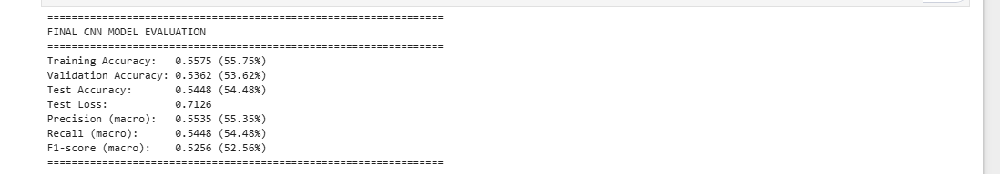 =================================================================
FINAL CNN MODEL EVALUATION
=================================================================
Training Accuracy:   0.5575 (55.75%)
Validation Accuracy: 0.5362 (53.62%)
Test Accuracy:       0.5448 (54.48%)
Test Loss:           0.7126
Precision (macro):   0.5535 (55.35%)
Recall (macro):      0.5448 (54.48%)
F1-score (macro):    0.5256 (52.56%)
=================================================================